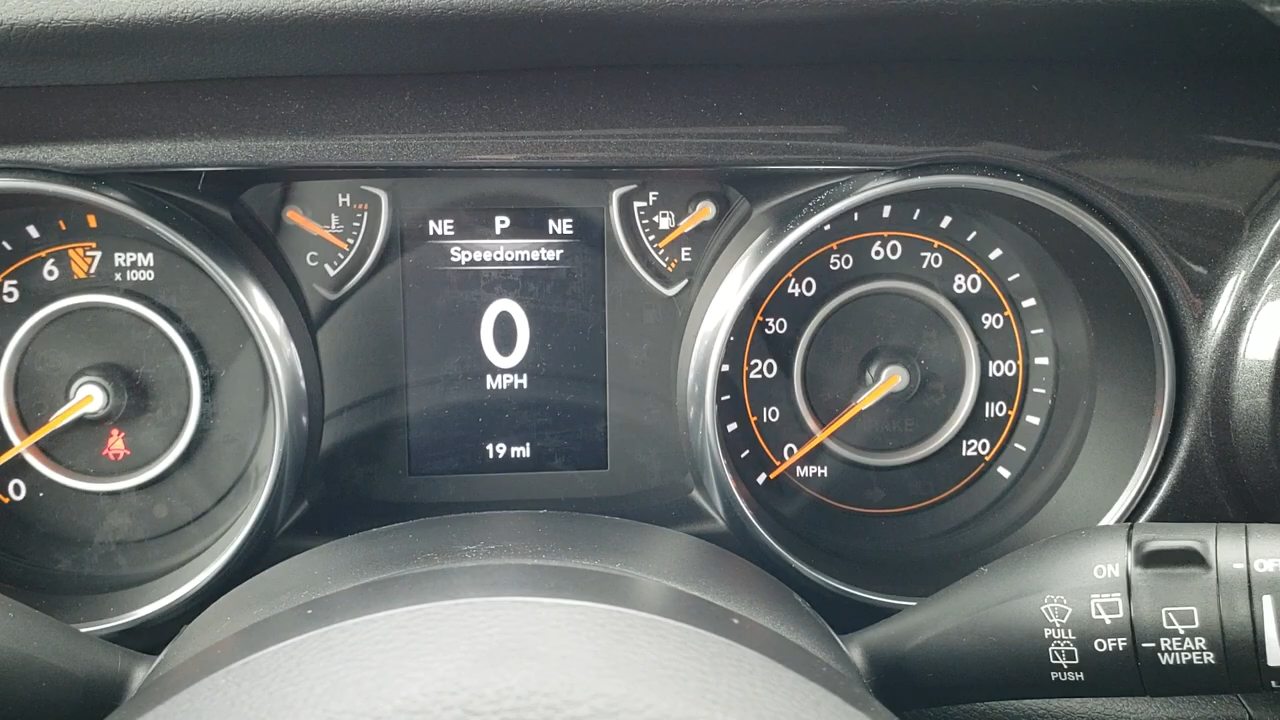 5
6
7
RPM
x 1000
0
H
C
NE P NE
Speedometer
0
MPH
19 mi
F
E
0
10
20
30
40
50
60
70
80
90
100
110
120
MPH
BRAKE
ON
OFF
PULL
PUSH
REAR
WIPER